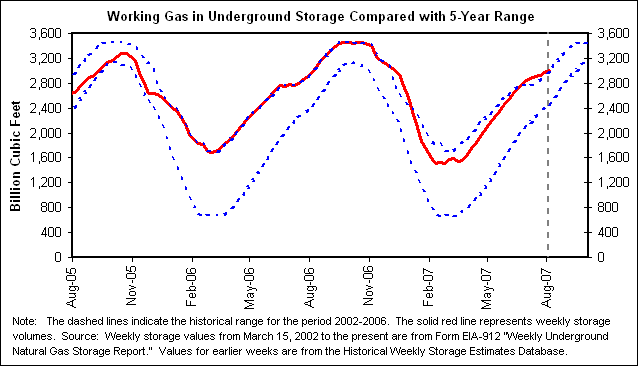 Working Gas in Underground Storage Compared with 5-Year Range
Billion Cubic Feet
3,600
3,200
2,800
2,400
2,000
1,600
1,200
800
400
0
3,600
3,200
2,800
2,400
2,000
1,600
1,200
800
400
0
Aug-05
Nov-05
Feb-06
May-06
Aug-06
Nov-06
Feb-07
May-07
Aug-07
Note: The dashed lines indicate the historical range for the period 2002-2006. The solid red line represents weekly storage
volumes. Source: Weekly storage values from March 15, 2002 to the present are from Form EIA-912 "Weekly Underground
Natural Gas Storage Report." Values for earlier weeks are from the Historical Weekly Storage Estimates Database.